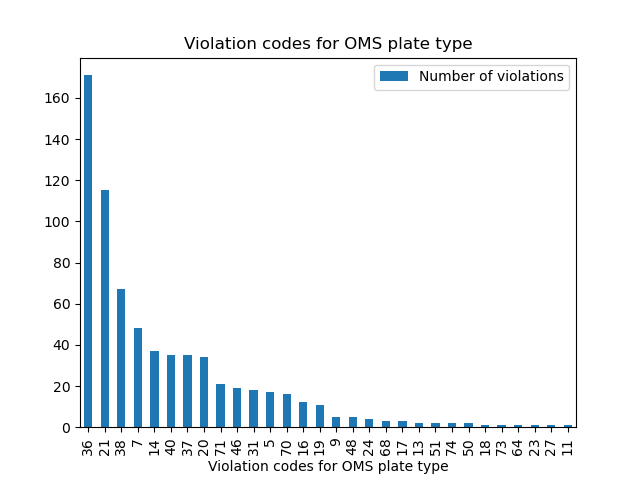 Violation codes for OMS plate type
Number of violations
160
140
120
100
80
60
40
20
0
36 21 38 7 14 40 37 20 71 46 31 5 70 16 19 9 48 24 68 17 13 51 74 50 18 73 64 23 27 11
Violation codes for OMS plate type